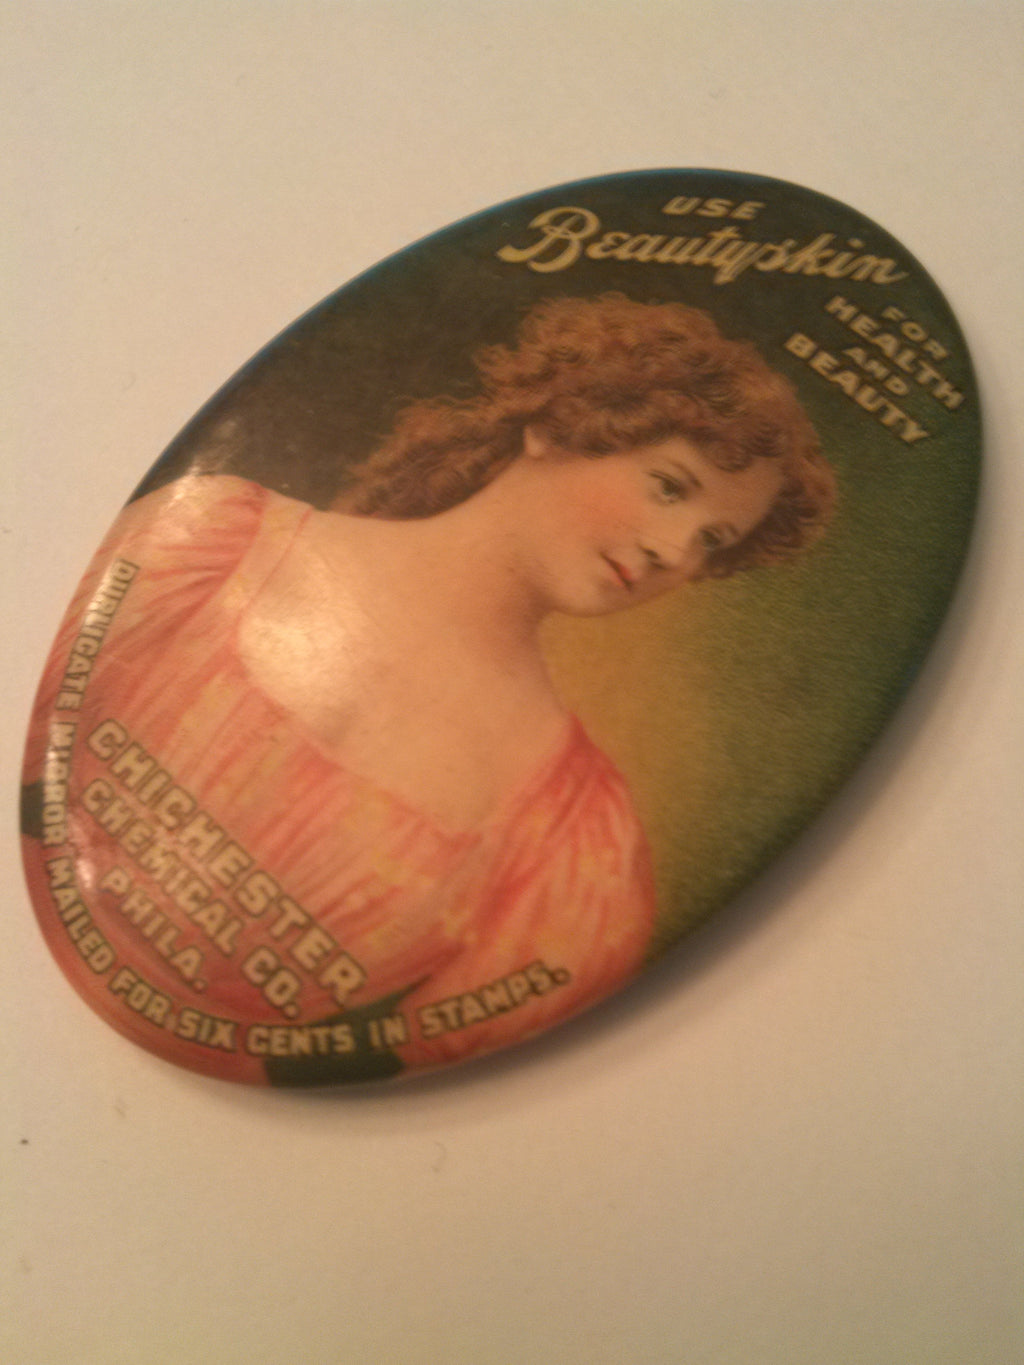 USE
Beautyskin
FOR
HEALTH
AND
BEAUTY
CHICHESTER
CHEMICAL CO.
PHILA.
DUPLICATE MIRROR MAILED FOR SIX CENTS IN STAMPS.